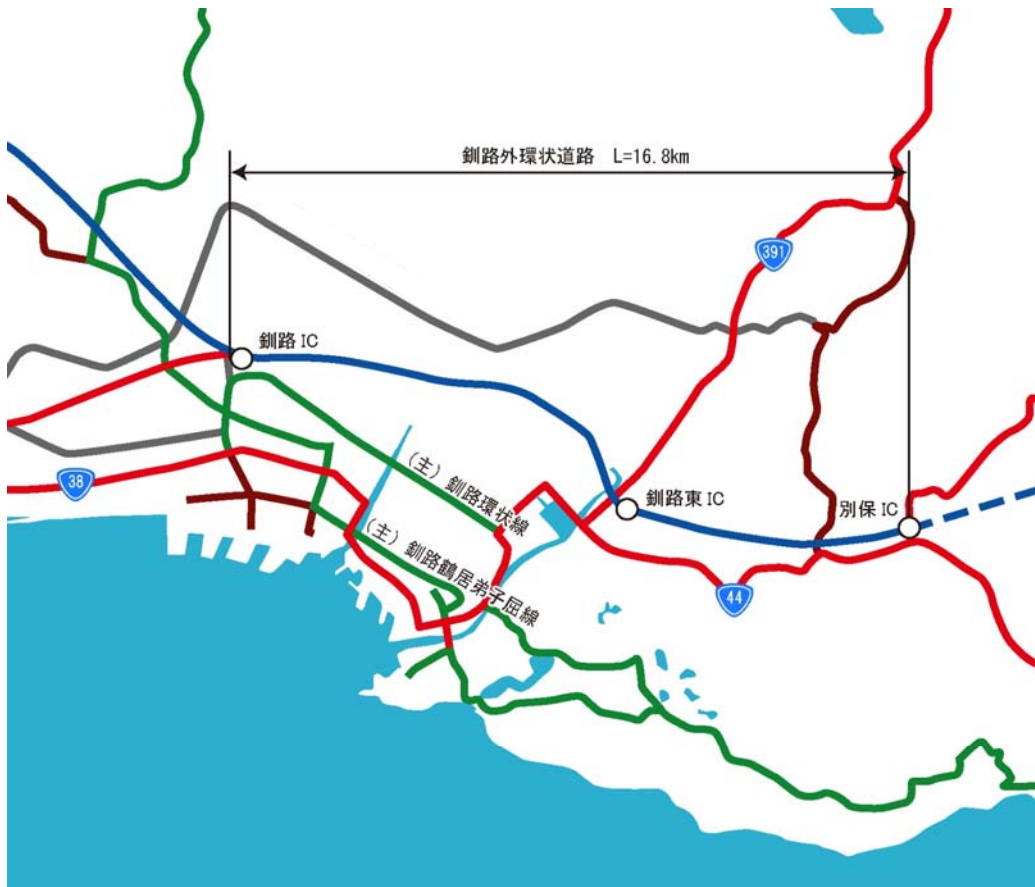 釧路外環状道路 L=16.8km
391
釧路 IC
38
(主) 釧路環状線
釧路東 IC
別保 IC
(主) 釧路鶴居弟子屈線
44